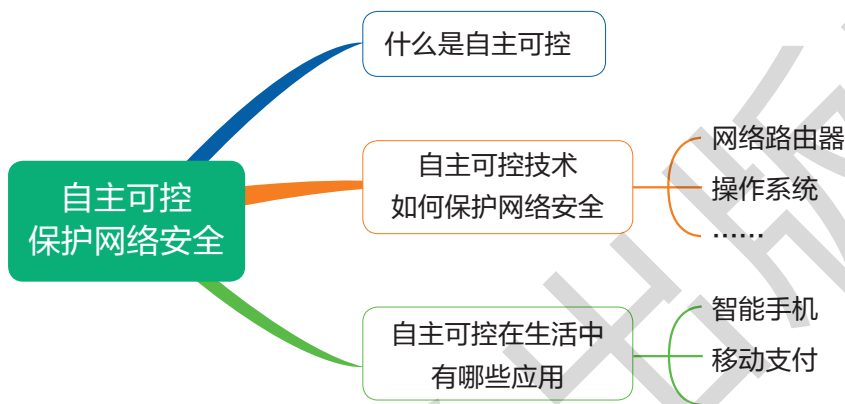 什么是自主可控
自主可控
保护网络安全
自主可控技术
如何保护网络安全
网络路由器
操作系统
……
自主可控在生活中
有哪些应用
智能手机
移动支付
出版